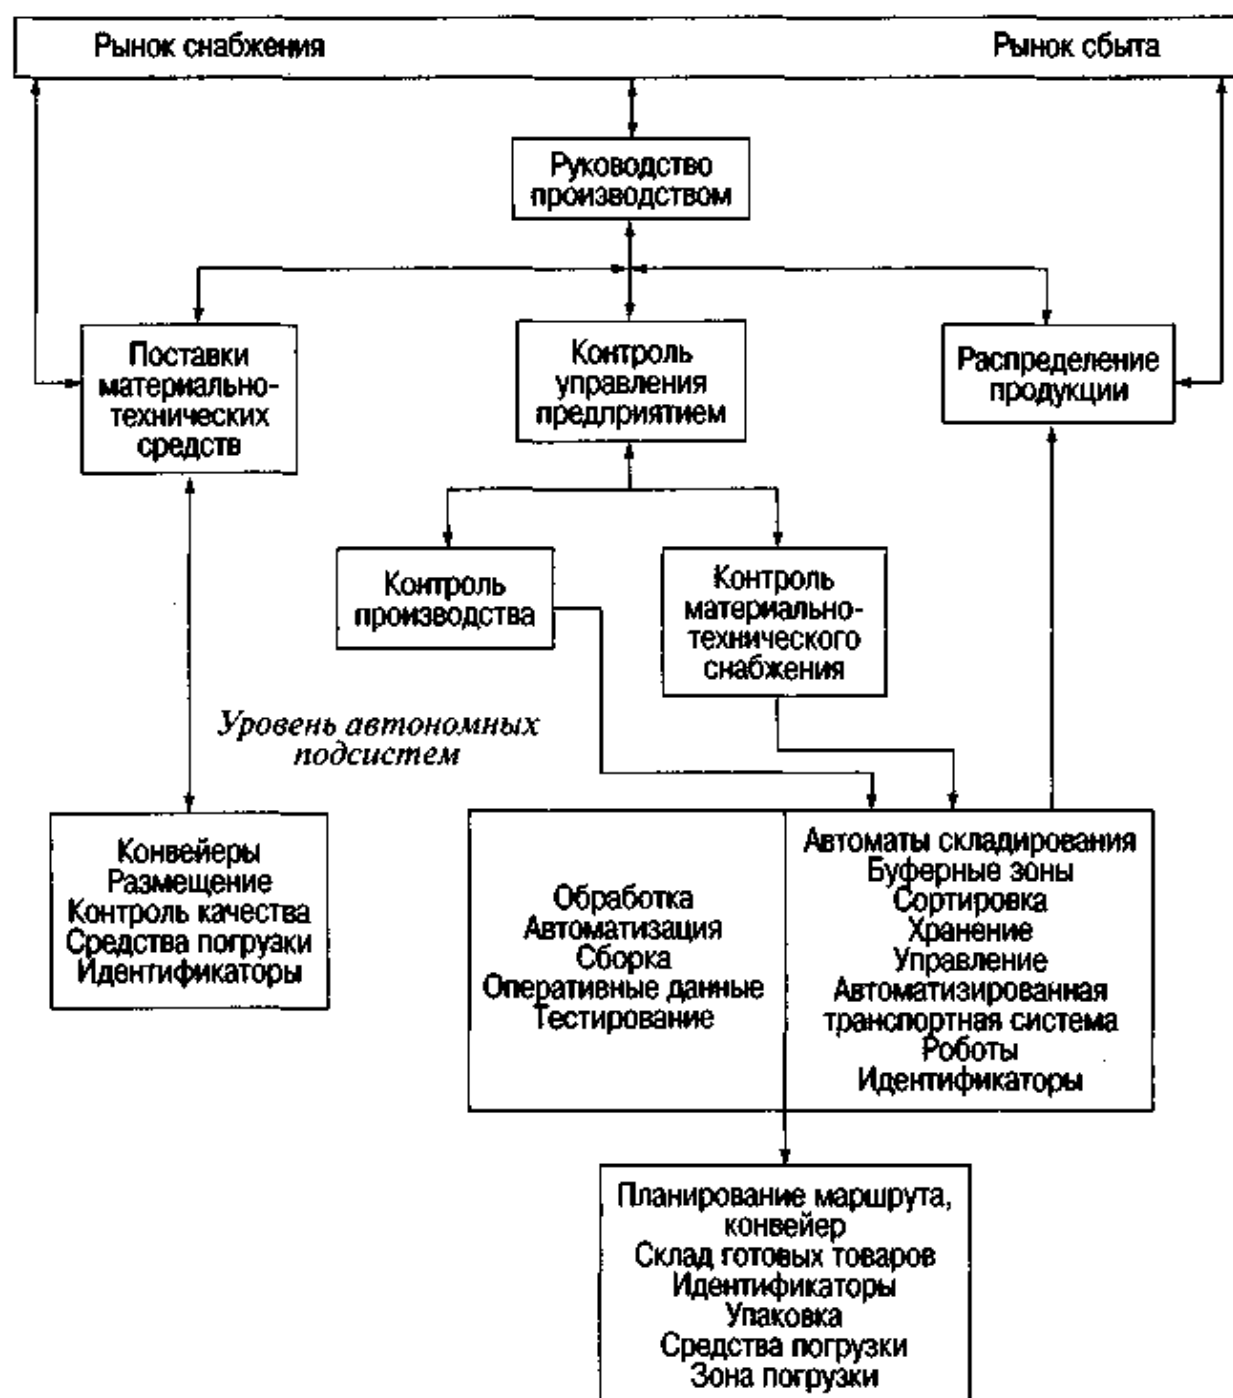 Рынок снабжения
Рынок сбыта
Руководство
производством
Поставки
материально-
технических
средств
Контроль
управления
предприятием
Распределение
продукции
Контроль
производства
Контроль
материально-
технического
снабжения
Уровень автономных
подсистем
Конвейеры
Размещение
Контроль качества
Средства погрузки
Идентификаторы
Обработка
Автоматизация
Сборка
Оперативные данные
Тестирование
Автоматы складирования
Буферные зоны
Сортировка
Хранение
Управление
Автоматизированная
транспортная система
Роботы
Идентификаторы
Планирование маршрута,
конвейер
Склад готовых товаров
Идентификаторы
Упаковка
Средства погрузки
Зона погрузки